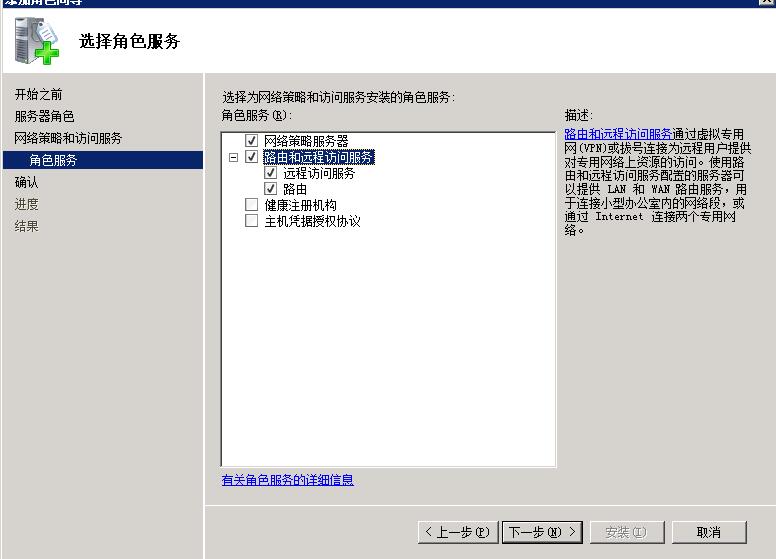 添加角色向导
选择角色服务
开始之前
服务器角色
网络策略和访问服务
角色服务
确认
进度
结果
选择为网络策略和访问服务安装的角色服务:
角色服务(R):
网络策略服务器
路由和远程访问服务
远程访问服务
路由
健康注册机构
主机凭据授权协议
有关角色服务的详细信息
描述:
路由和远程访问服务通过虚拟专用
网(VPN)或拔号连接为远程用户提供
对专用网络上资源的访问。使用路
由和远程访问服务配置的服务器可
以提供 LAN 和 WAN 路由服务，用
于连接小型办公室内的网络段，或
通过 Internet 连接两个专用网
络。
< 上一步(P)
下一步(N) >
安装(I)
取消